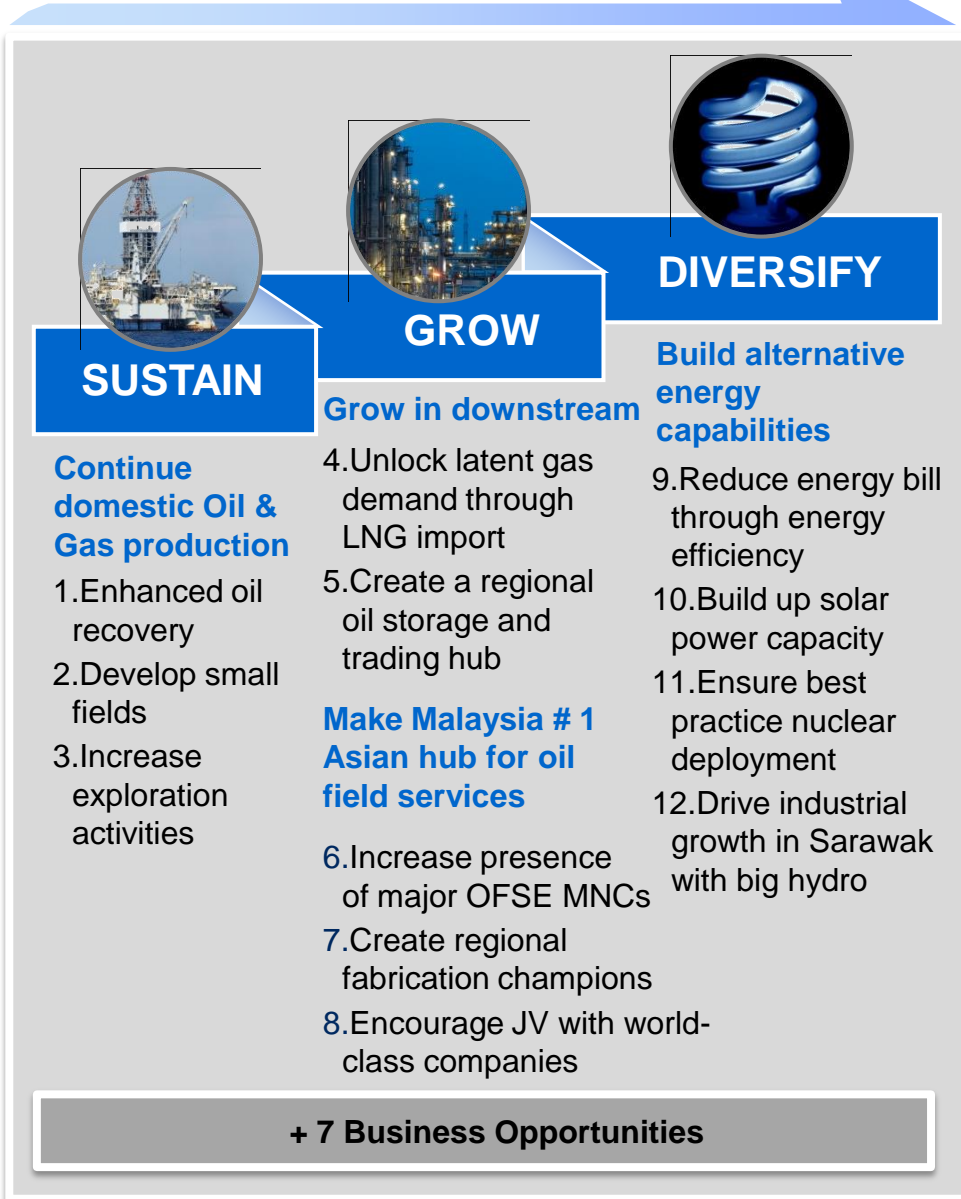 SUSTAIN
Continue
domestic Oil &
Gas production
1.Enhanced oil
recovery
2.Develop small
fields
3.Increase
exploration
activities
GROW
Grow in downstream
4.Unlock latent gas
demand through
LNG import
5.Create a regional
oil storage and
trading hub
Make Malaysia # 1
Asian hub for oil
field services
6.Increase presence
of major OFSE MNCs
7.Create regional
fabrication champions
8.Encourage JV with world-
class companies
DIVERSIFY
Build alternative
energy
capabilities
9.Reduce energy bill
through energy
efficiency
10.Build up solar
power capacity
11.Ensure best
practice nuclear
deployment
12.Drive industrial
growth in Sarawak
with big hydro
+ 7 Business Opportunities